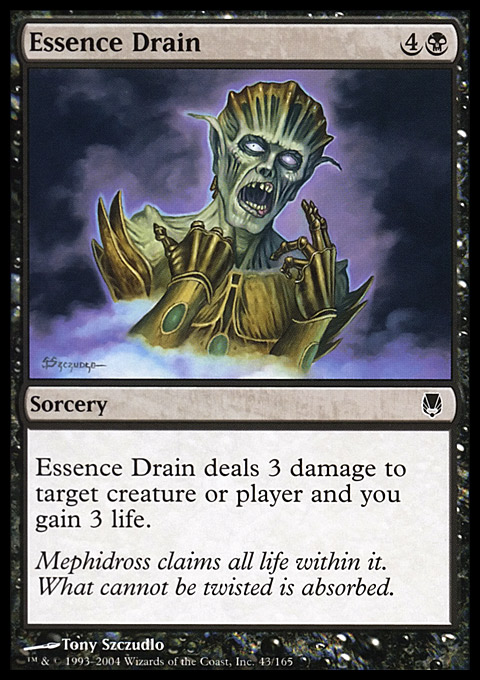 Essence Drain
4
SZCZUDŁO
Sorcery
Essence Drain deals 3 damage to
target creature or player and you
gain 3 life.
Mephidross claims all life within it.
What cannot be twisted is absorbed.
Tony Szczudlo
™ & © 1993–2004 Wizards of the Coast, Inc. 43/165